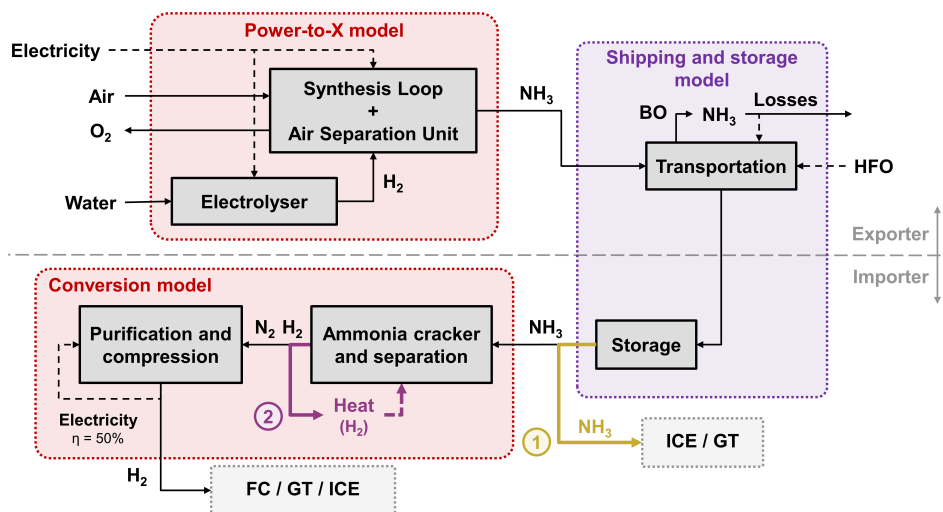 Power-to-X model
Electricity
Air
O₂
Water
Synthesis Loop
+
Air Separation Unit
Electrolyser
H₂
NH₃
Shipping and storage
model
BO
NH₃
Losses
Transportation
HFO
Exporter
Importer
Conversion model
Purification and
compression
N₂ H₂
Ammonia cracker
and separation
NH₃
Storage
Electricity
η = 50%
2
Heat
(H₂)
1
NH₃
ICE / GT
H₂
FC / GT / ICE